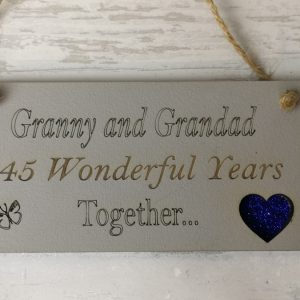 Granny and Grandad
45 Wonderful Years
Together...